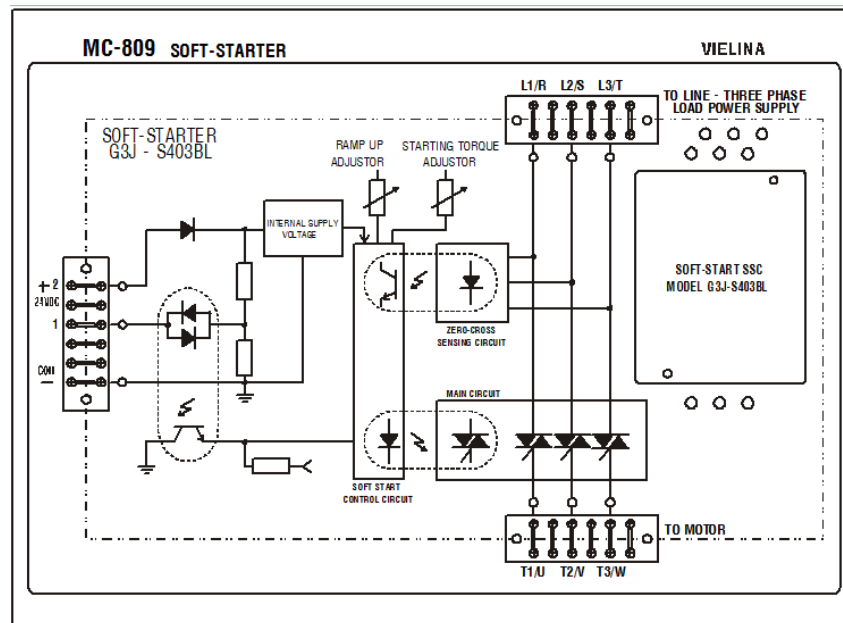 MC-809 SOFT-STARTER
VIELINA
L1/R L2/S L3/T
TO LINE - THREE PHASE
LOAD POWER SUPPLY
SOFT-STARTER
G3J - S403BL
RAMP UP
ADJUSTOR
STARTING TORQUE
ADJUSTOR
INTERNAL SUPPLY
VOLTAGE
+ 2
24VDC
1
COM
-
SOFT-START SSC
MODEL G3J-S403BL
ZERO-CROSS
SENSING CIRCUIT
MAIN CIRCUIT
SOFT START
CONTROL CIRCUIT
TO MOTOR
T1/U T2/V T3/W